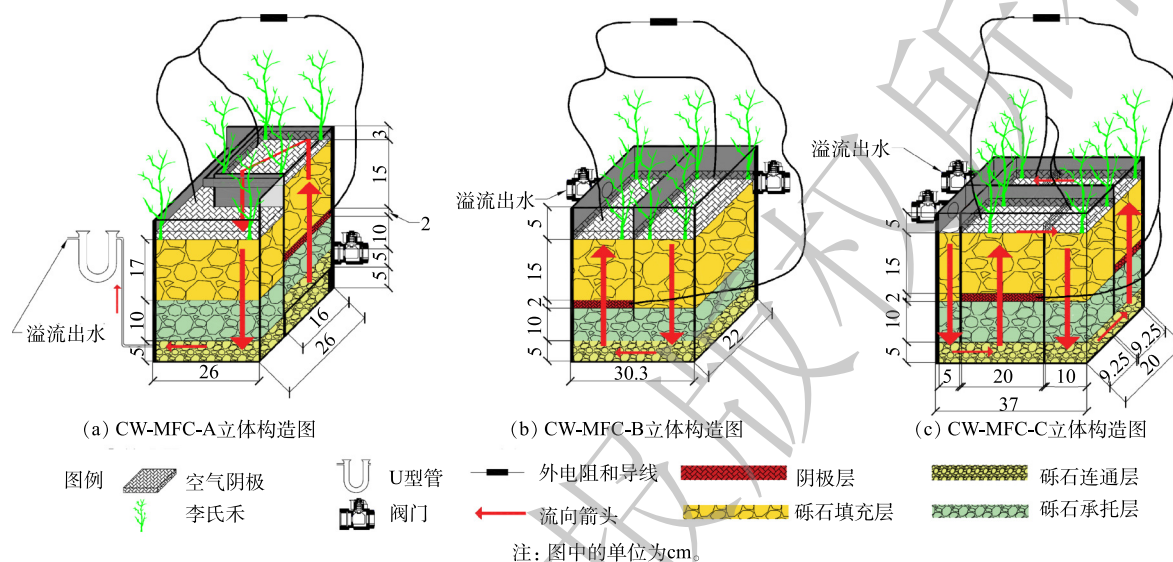 溢流出水
17
10
5
26
16
26
3
15
2
10
5
5
(a) CW-MFC-A立体构造图
溢流出水
5
15
2
10
5
30.3
22
(b) CW-MFC-B立体构造图
溢流出水
5
15
2
10
5
5
20
10
37
9.25
9.25
20
(c) CW-MFC-C立体构造图
图例
空气阴极
U型管
外电阻和导线
阴极层
砾石连通层
李氏禾
阀门
流向箭头
砾石填充层
砾石承托层
注: 图中的单位为cm。
版权所有